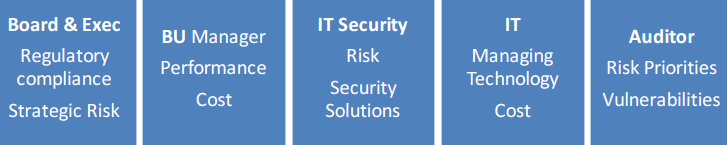 Board & Exec
Regulatory
compliance
Strategic Risk
BU Manager
Performance
Cost
IT Security
Risk
Security
Solutions
IT
Managing
Technology
Cost
Auditor
Risk Priorities
Vulnerabilities